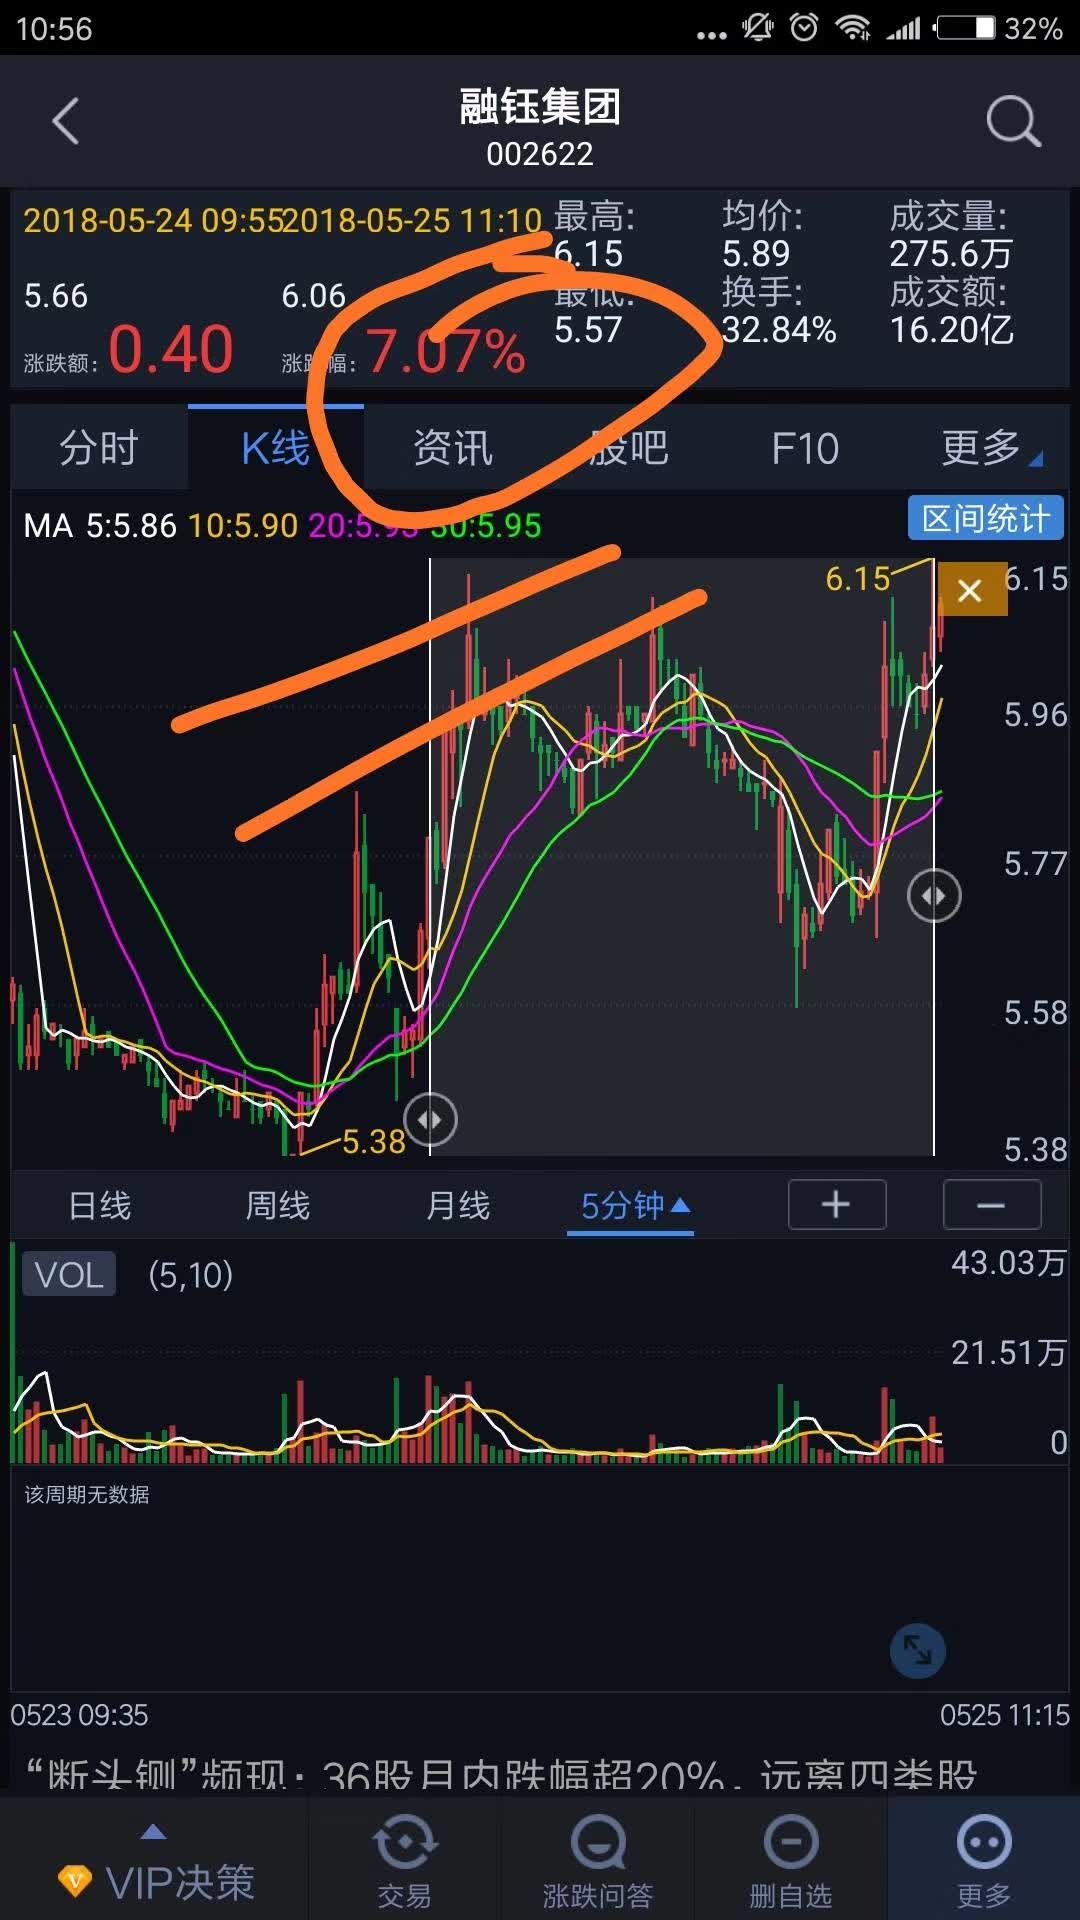 10:56
32%
融钰集团
002622
2018-05-24 09:55 2018-05-25 11:10 最高: 均价: 成交量:
6.15 5.89 275.6万
5.66 6.06 最低: 换手: 成交额:
5.57 32.84% 16.20亿
涨跌额: 0.40 涨跌幅: 7.07%
分时 K线 资讯 股吧 F10 更多
MA 5:5.86 10:5.90 20:5.93 30:5.95
区间统计
6.15 × 6.15
5.96
5.77
5.58
5.38 5.38
日线 周线 月线 5分钟 + −
VOL (5,10) 43.03万
21.51万
0
该周期无数据
0523 09:35 0525 11:15
“断头铡”频现：36股月内跌幅超20%，远离四类股
VIP决策 交易 涨跌问答 删自选 更多